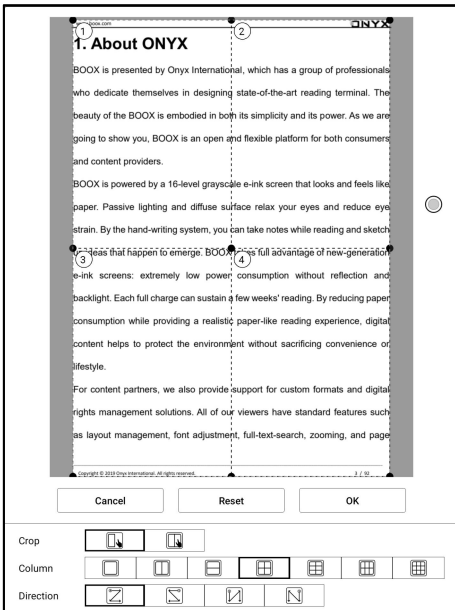 boox.com
ONYX
1
2
1. About ONYX
BOOX is presented by Onyx International, which has a group of professionals
who dedicate themselves in designing state-of-the-art reading terminal. The
beauty of the BOOX is embodied in both its simplicity and its power. As we are
going to show you, BOOX is an open and flexible platform for both consumers
and content providers.
BOOX is powered by a 16-level grayscale e-ink screen that looks and feels like
paper. Passive lighting and diffuse surface relax your eyes and reduce eye
strain. By the hand-writing system, you can take notes while reading and sketch
that happen to emerge. BOOX full advantage of new-generation
3
4
e-ink screens: extremely low power consumption without reflection and
backlight. Each full charge can sustain a few weeks' reading. By reducing paper
consumption while providing a realistic paper-like reading experience, digital
content helps to protect the environment without sacrificing convenience or
lifestyle.
For content partners, we also provide support for custom formats and digital
rights management solutions. All of our viewers have standard features such
as layout management, font adjustment, full-text-search, zooming, and page
Copyright © 2019 Onyx International. All rights reserved. 3 / 92
Cancel Reset OK
Crop
Column
Direction